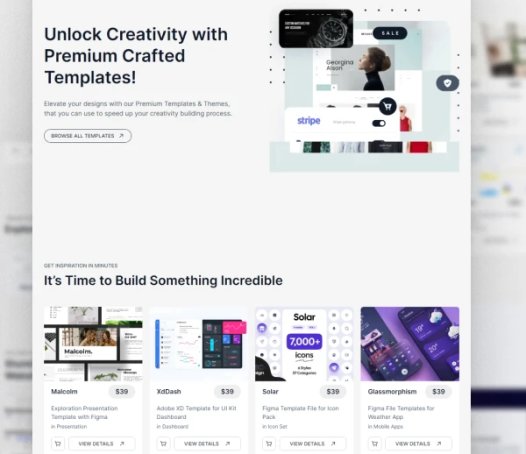 Unlock Creativity with
Premium Crafted
Templates!
Elevate your designs with our Premium Templates & Themes,
that you can use to speed up your creativity building process.
BROWSE ALL TEMPLATES
SALE
Georgina
stripe
GET INSPIRATION IN MINUTES
It's Time to Build Something Incredible
Malcolm.
Solar
7,000+
icons
Malcolm $39
Exploration Presentation
Template with Figma
in Presentation
VIEW DETAILS
XdDash $39
Adobe XD Template for UI Kit
Dashboard
in Dashboard
VIEW DETAILS
Solar $39
Figma Template File for Icon
Pack
in Icon Set
VIEW DETAILS
Glassmorphism $39
Figma File Templates for
Weather App
in Mobile Apps
VIEW DETAILS